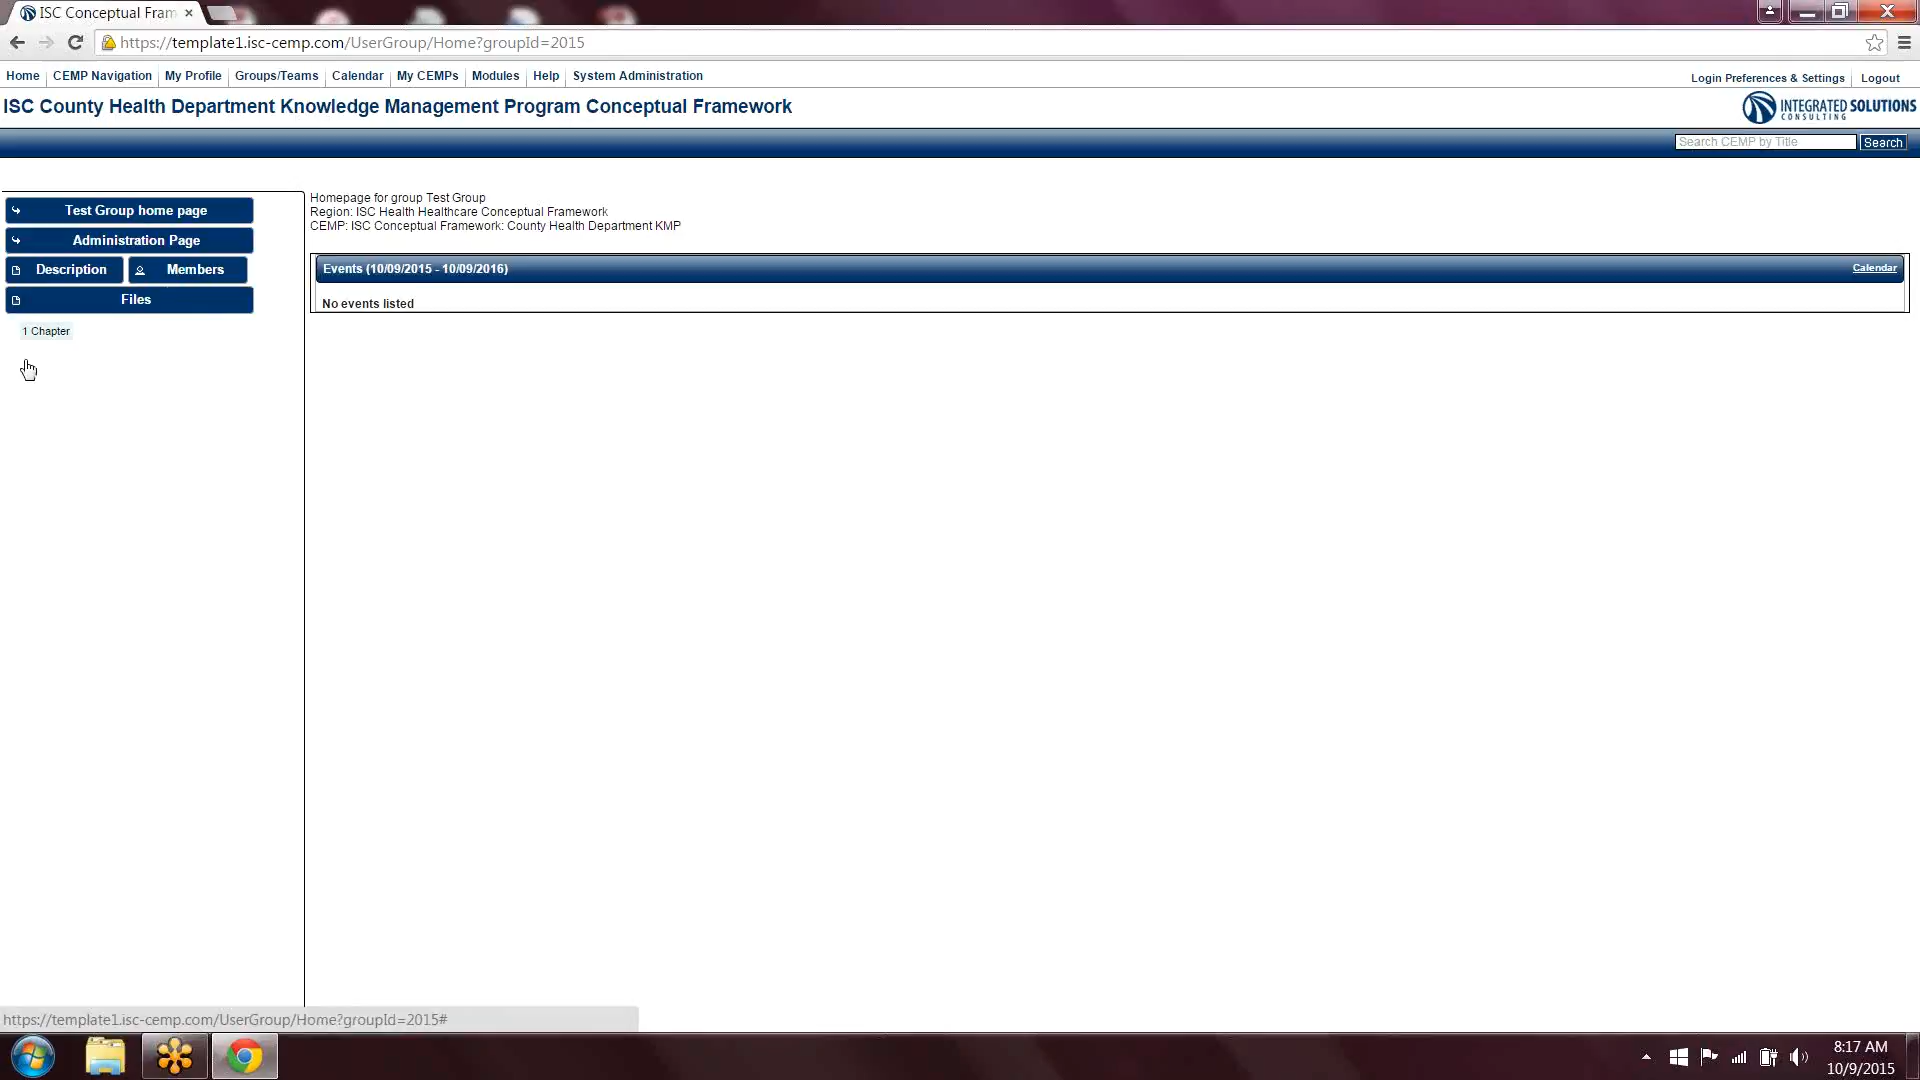 ISC Conceptual Fram
https://template1.isc-cemp.com/UserGroup/Home?groupId=2015
Home CEMP Navigation My Profile Groups/Teams Calendar My CEMPs Modules Help System Administration
Login Preferences & Settings Logout
ISC County Health Department Knowledge Management Program Conceptual Framework
INTEGRATED SOLUTIONS
CONSULTING
Search CEMP by Title Search
Test Group home page
Administration Page
Description Members
Files
1 Chapter
Homepage for group Test Group
Region: ISC Health Healthcare Conceptual Framework
CEMP: ISC Conceptual Framework: County Health Department KMP
Events (10/09/2015 - 10/09/2016) Calendar
No events listed
https://template1.isc-cemp.com/UserGroup/Home?groupId=2015#
8:17 AM
10/9/2015